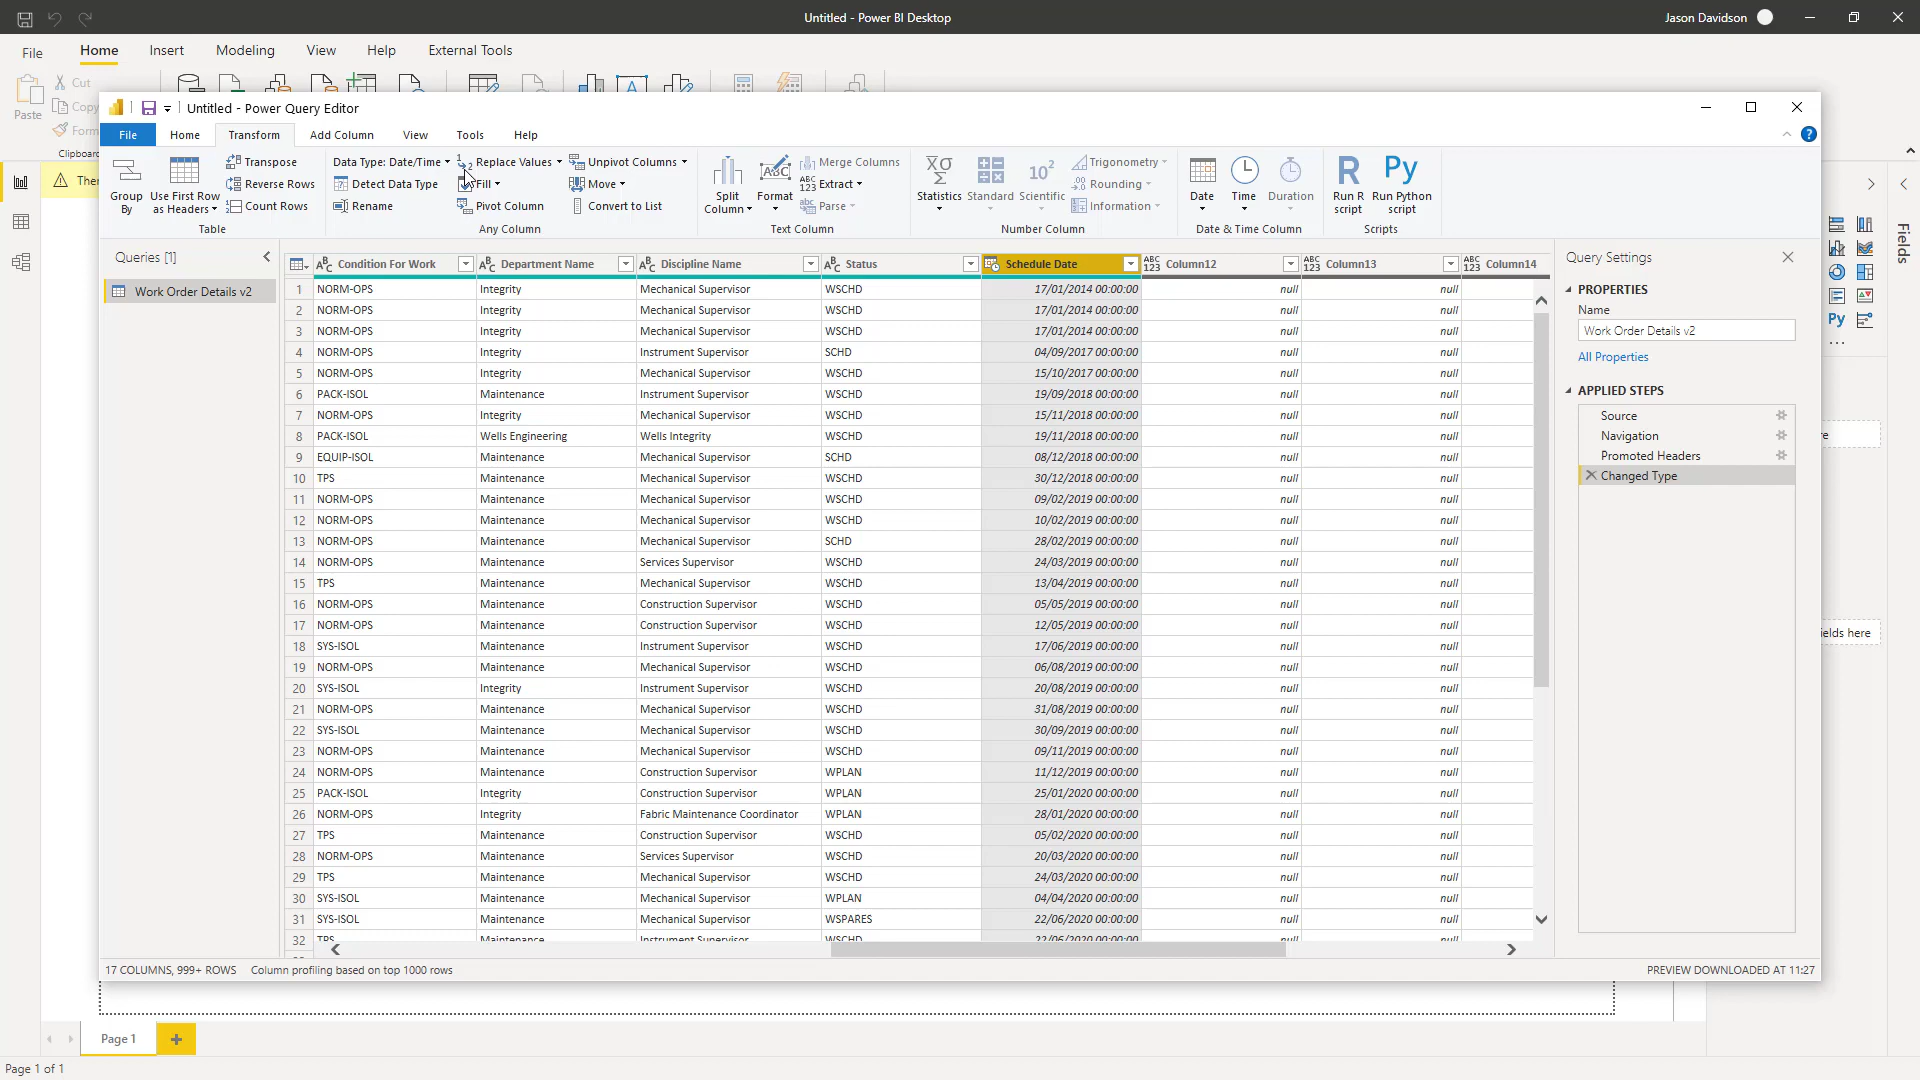 Untitled - Power BI Desktop
Jason Davidson
File Home Insert Modeling View Help External Tools
Paste
Cut
Copy
Form
Clipboard
Untitled - Power Query Editor
File Home Transform Add Column View Tools Help
Group By
Use First Row as Headers
Transpose
Reverse Rows
Count Rows
Table
Data Type: Date/Time
Detect Data Type
Rename
Replace Values
Fill
Pivot Column
Unpivot Columns
Move
Convert to List
Any Column
Split Column
Format
Merge Columns
ABC 123 Extract
abc Parse
Text Column
Statistics
Standard
10² Scientific
Trigonometry
Rounding
Information
Number Column
Date
Time
Duration
Date & Time Column
R Run R script
Py Run Python script
Scripts
Ther
Queries [1]
Work Order Details v2
Condition For Work Department Name Discipline Name Status Schedule Date Column12 Column13 Column14
1 NORM-OPS Integrity Mechanical Supervisor WSCHD 17/01/2014 00:00:00 null null
2 NORM-OPS Integrity Mechanical Supervisor WSCHD 17/01/2014 00:00:00 null null
3 NORM-OPS Integrity Mechanical Supervisor WSCHD 17/01/2014 00:00:00 null null
4 NORM-OPS Integrity Instrument Supervisor SCHD 04/09/2017 00:00:00 null null
5 NORM-OPS Integrity Mechanical Supervisor WSCHD 15/10/2017 00:00:00 null null
6 PACK-ISOL Maintenance Instrument Supervisor WSCHD 19/09/2018 00:00:00 null null
7 NORM-OPS Integrity Mechanical Supervisor WSCHD 15/11/2018 00:00:00 null null
8 PACK-ISOL Wells Engineering Wells Integrity WSCHD 19/11/2018 00:00:00 null null
9 EQUIP-ISOL Maintenance Mechanical Supervisor SCHD 08/12/2018 00:00:00 null null
10 TPS Maintenance Mechanical Supervisor WSCHD 30/12/2018 00:00:00 null null
11 NORM-OPS Maintenance Mechanical Supervisor WSCHD 09/02/2019 00:00:00 null null
12 NORM-OPS Maintenance Mechanical Supervisor WSCHD 10/02/2019 00:00:00 null null
13 NORM-OPS Maintenance Mechanical Supervisor SCHD 28/02/2019 00:00:00 null null
14 NORM-OPS Maintenance Services Supervisor WSCHD 24/03/2019 00:00:00 null null
15 TPS Maintenance Mechanical Supervisor WSCHD 13/04/2019 00:00:00 null null
16 NORM-OPS Maintenance Construction Supervisor WSCHD 05/05/2019 00:00:00 null null
17 NORM-OPS Maintenance Construction Supervisor WSCHD 12/05/2019 00:00:00 null null
18 SYS-ISOL Maintenance Instrument Supervisor WSCHD 17/06/2019 00:00:00 null null
19 NORM-OPS Maintenance Mechanical Supervisor WSCHD 06/08/2019 00:00:00 null null
20 SYS-ISOL Integrity Instrument Supervisor WSCHD 20/08/2019 00:00:00 null null
21 NORM-OPS Maintenance Mechanical Supervisor WSCHD 31/08/2019 00:00:00 null null
22 SYS-ISOL Maintenance Mechanical Supervisor WSCHD 30/09/2019 00:00:00 null null
23 NORM-OPS Maintenance Mechanical Supervisor WSCHD 09/11/2019 00:00:00 null null
24 NORM-OPS Maintenance Construction Supervisor WPLAN 11/12/2019 00:00:00 null null
25 PACK-ISOL Integrity Construction Supervisor WPLAN 25/01/2020 00:00:00 null null
26 NORM-OPS Integrity Fabric Maintenance Coordinator WPLAN 28/01/2020 00:00:00 null null
27 TPS Maintenance Construction Supervisor WSCHD 05/02/2020 00:00:00 null null
28 NORM-OPS Maintenance Services Supervisor WSCHD 20/03/2020 00:00:00 null null
29 TPS Maintenance Mechanical Supervisor WSCHD 24/03/2020 00:00:00 null null
30 SYS-ISOL Maintenance Mechanical Supervisor WPLAN 04/04/2020 00:00:00 null null
31 SYS-ISOL Maintenance Mechanical Supervisor WSPARES 22/06/2020 00:00:00 null null
32 TPS Maintenance Instrument Supervisor WSCHD 22/06/2020 00:00:00 null null
Query Settings
PROPERTIES
Name
Work Order Details v2
All Properties
APPLIED STEPS
Source
Navigation
Promoted Headers
Changed Type
Fields
Py
re
ields here
17 COLUMNS, 999+ ROWS Column profiling based on top 1000 rows
PREVIEW DOWNLOADED AT 11:27
Page 1
Page 1 of 1